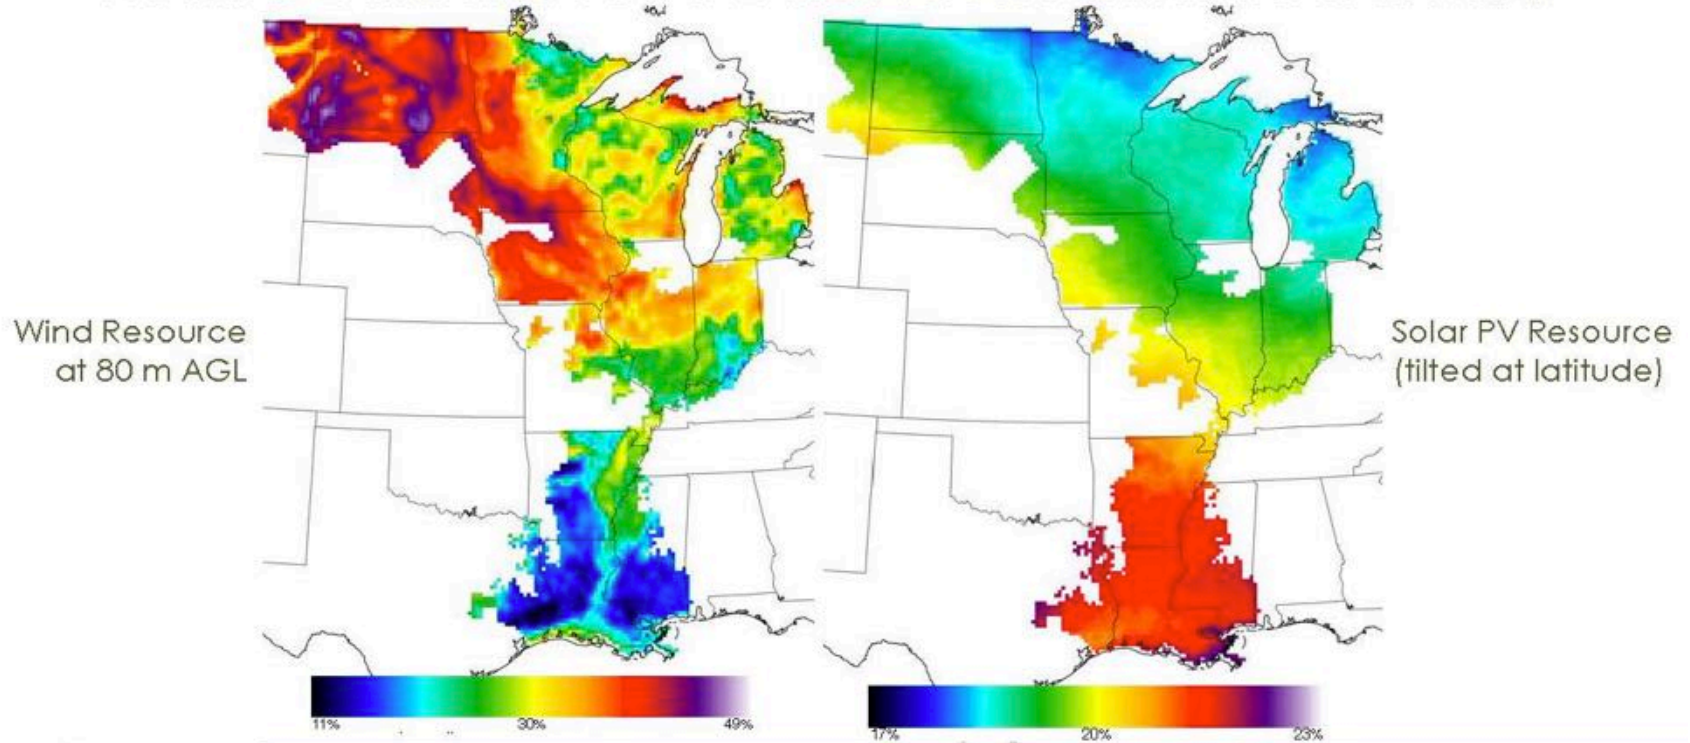 Wind Resource
at 80 m AGL
Solar PV Resource
(tilted at latitude)
11%
30%
49%
17%
20%
23%